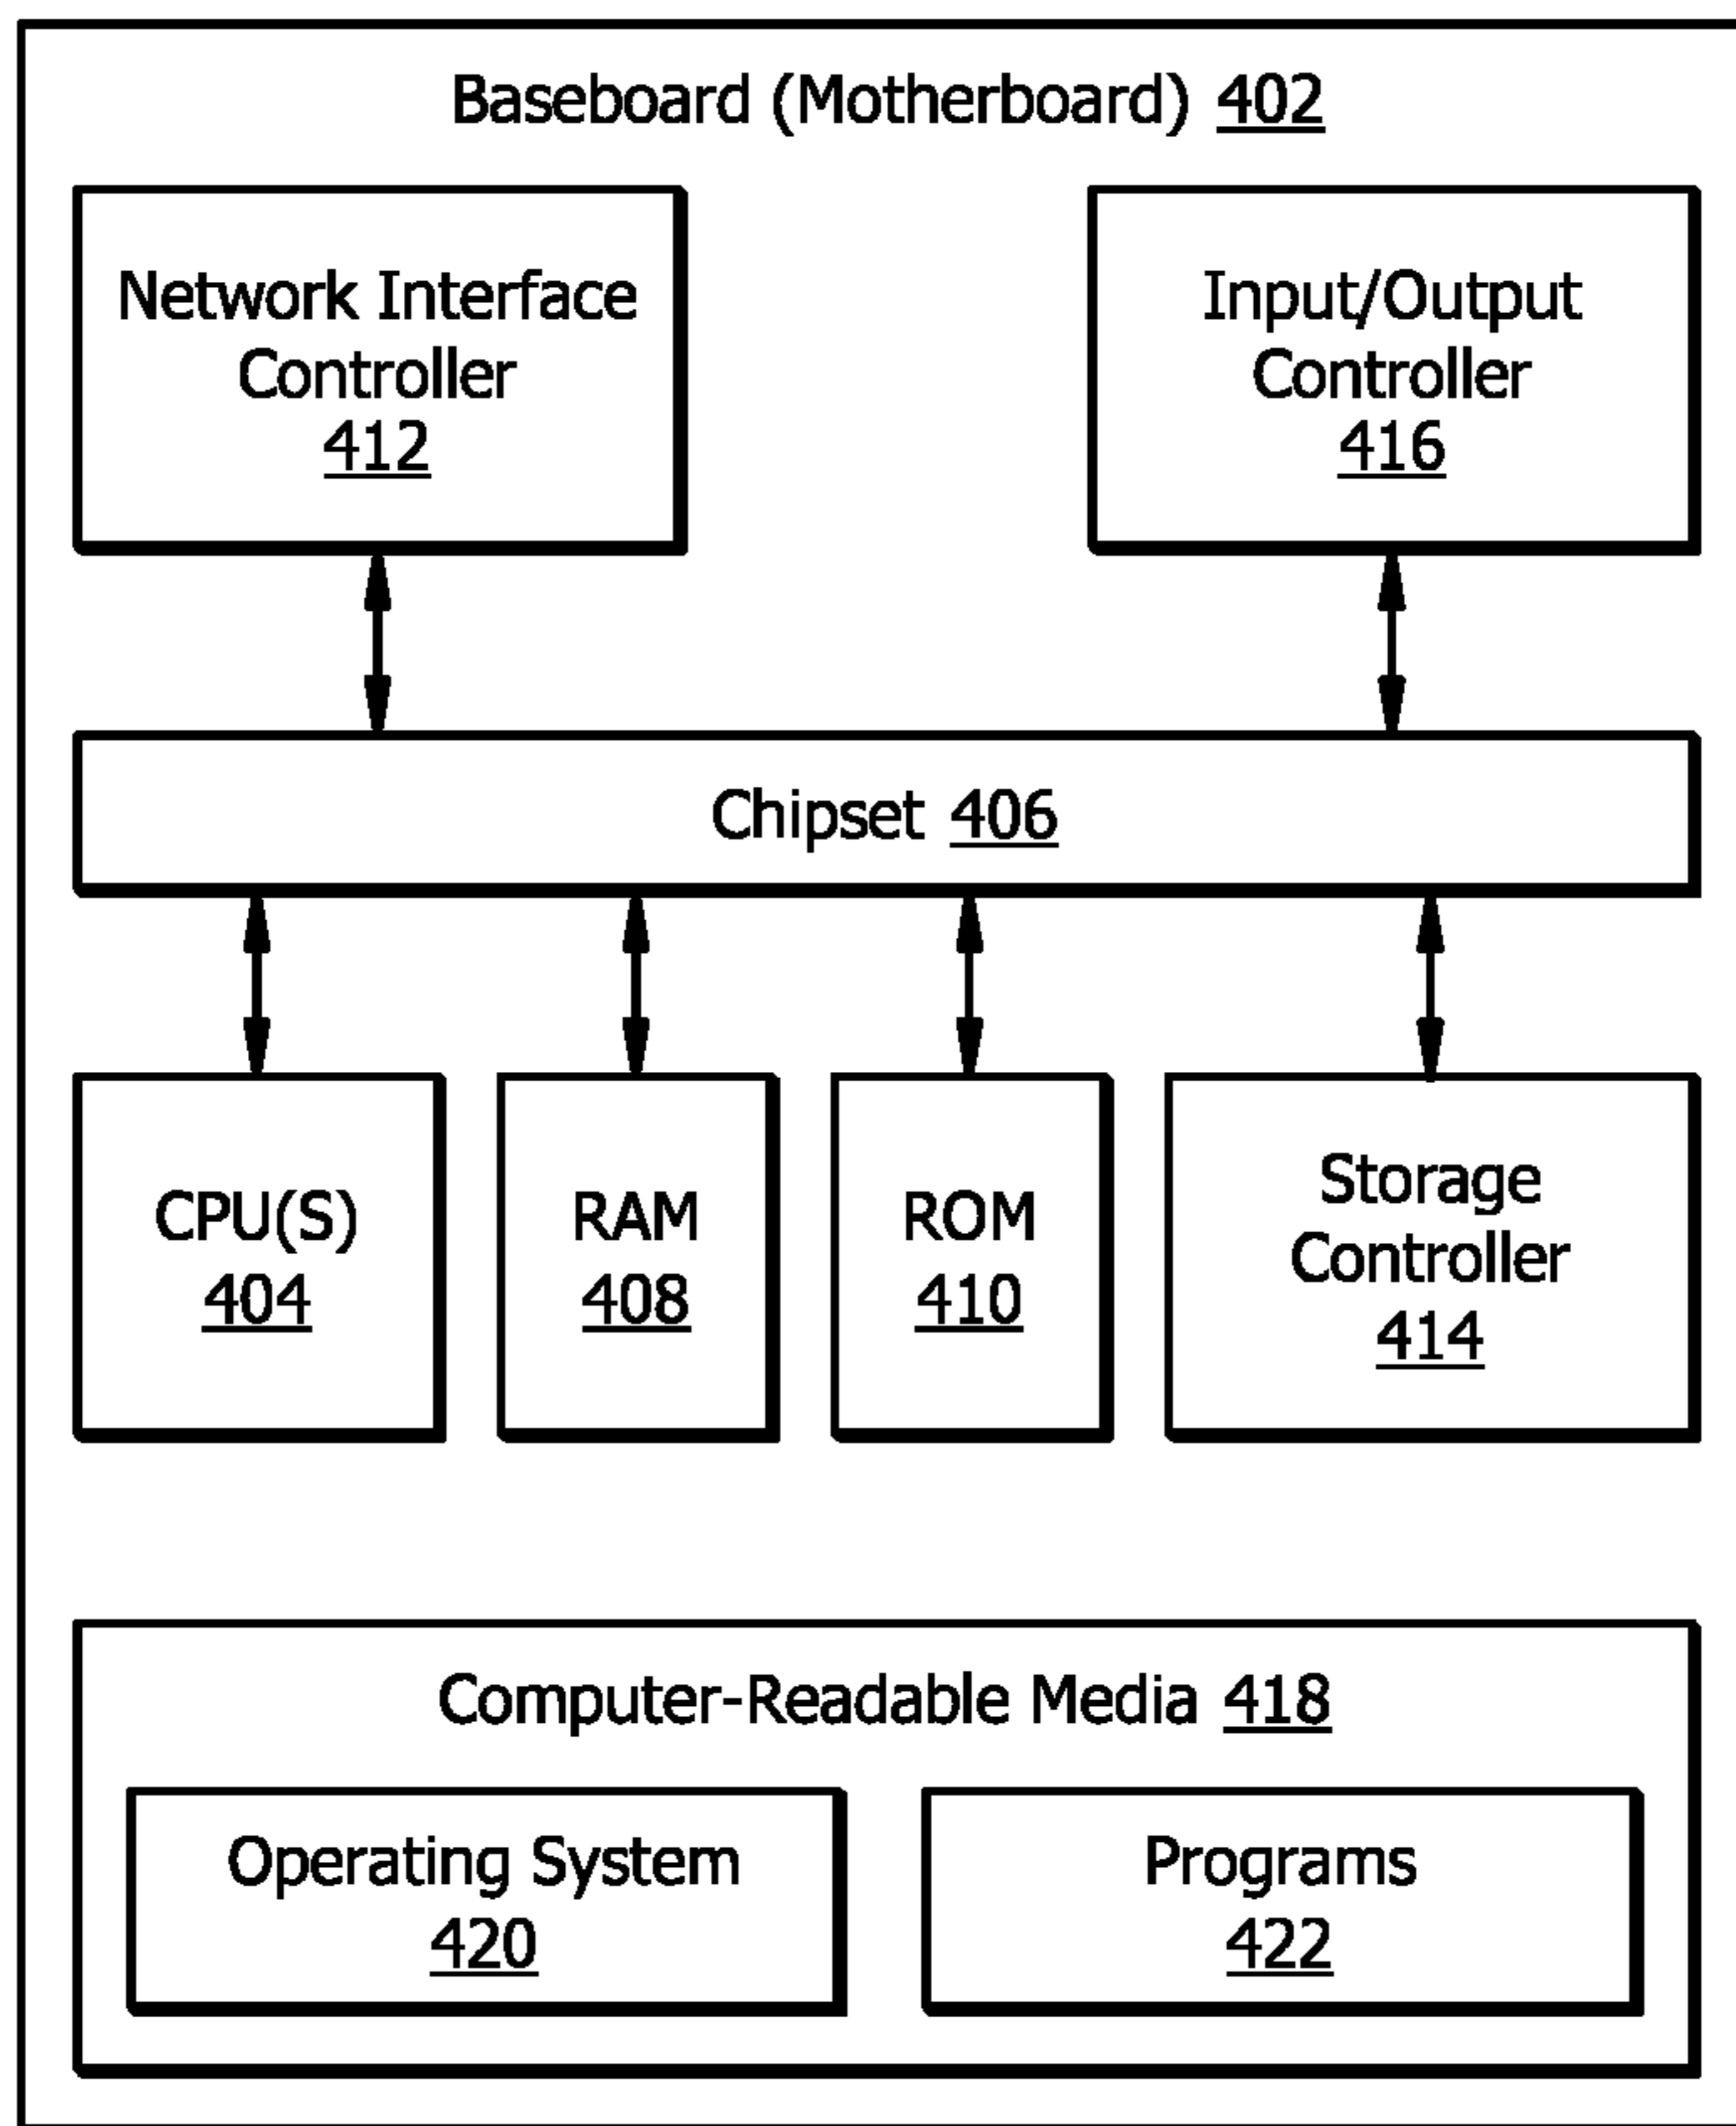 Baseboard (Motherboard) 402
Network Interface
Controller
412
Input/Output
Controller
416
Chipset 406
CPU(S)
404
RAM
408
ROM
410
Storage
Controller
414
Computer-Readable Media 418
Operating System
420
Programs
422